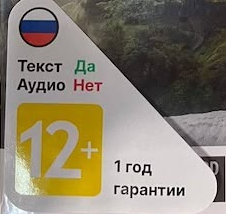 Текст Да
Аудио Нет
12+
1 год
гарантии
D